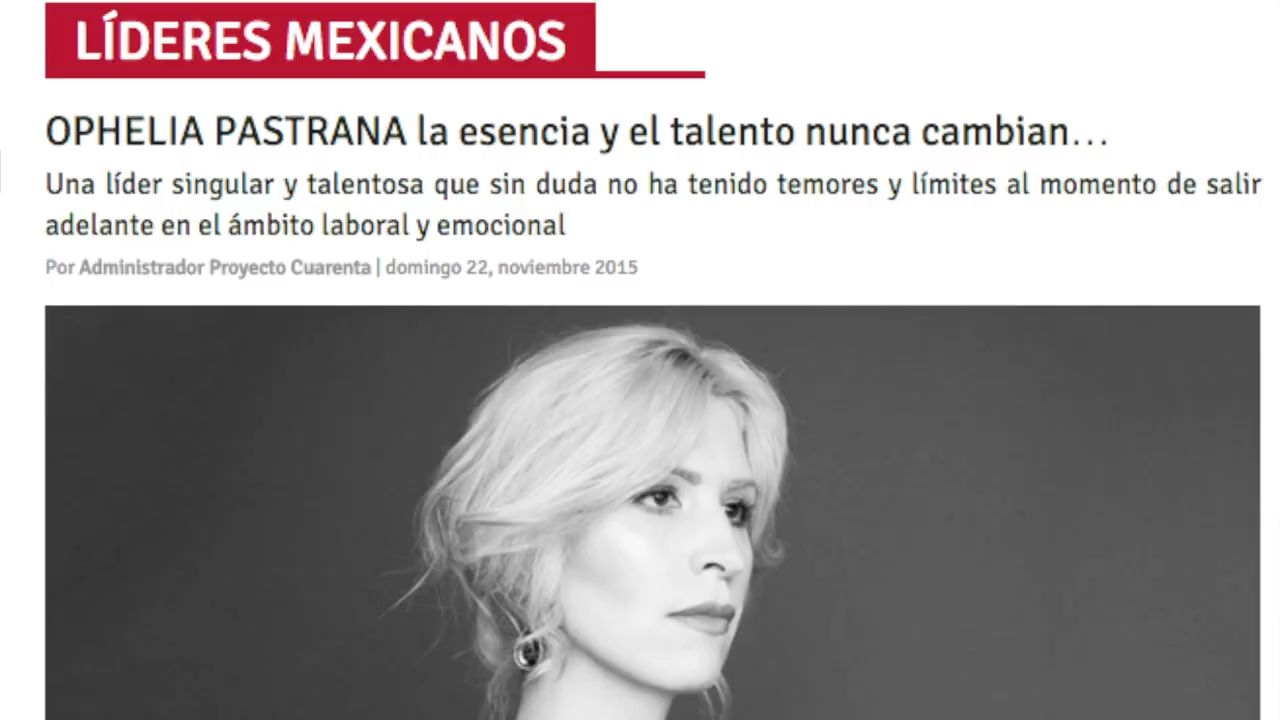 LÍDERES MEXICANOS
OPHELIA PASTRANA la esencia y el talento nunca cambian...
Una líder singular y talentosa que sin duda no ha tenido temores y límites al momento de salir
adelante en el ámbito laboral y emocional
Por Administrador Proyecto Cuarenta | domingo 22, noviembre 2015